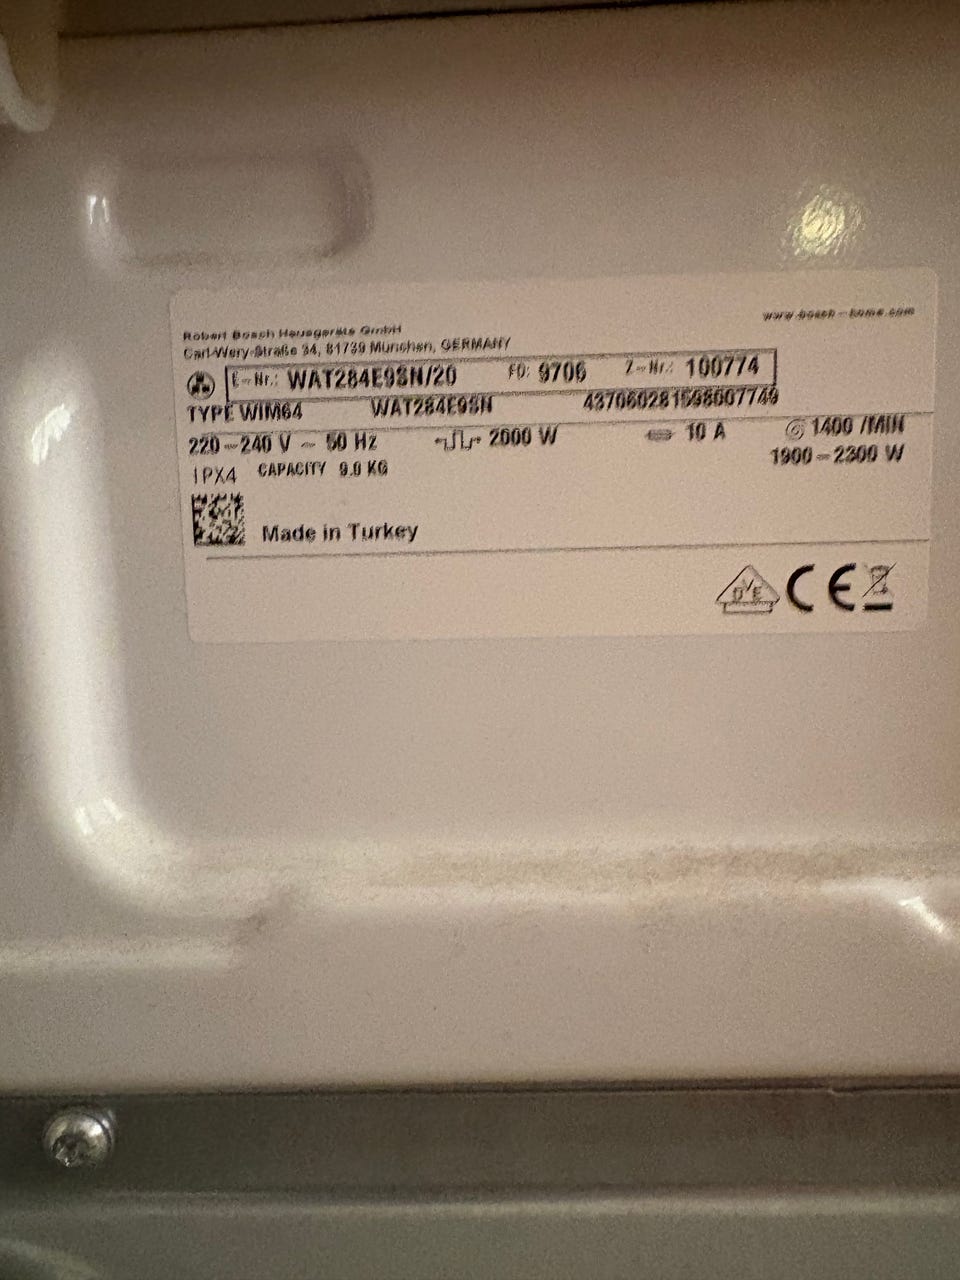 Robert Bosch Hausgeräte GmbH
www.bosch-home.com
Carl-Wery-Straße 34, 81739 München, GERMANY
E-Nr.: WAT284E9SN/20 FD: 9706 Z-Nr.: 100774
TYPE WIM64 WAT284E9SN 437060281598007749
220-240 V ~ 50 Hz 2000 W 10 A 1400 /MIN
1900-2300 W
IPX4 CAPACITY 9.0 KG
Made in Turkey
DVE CE